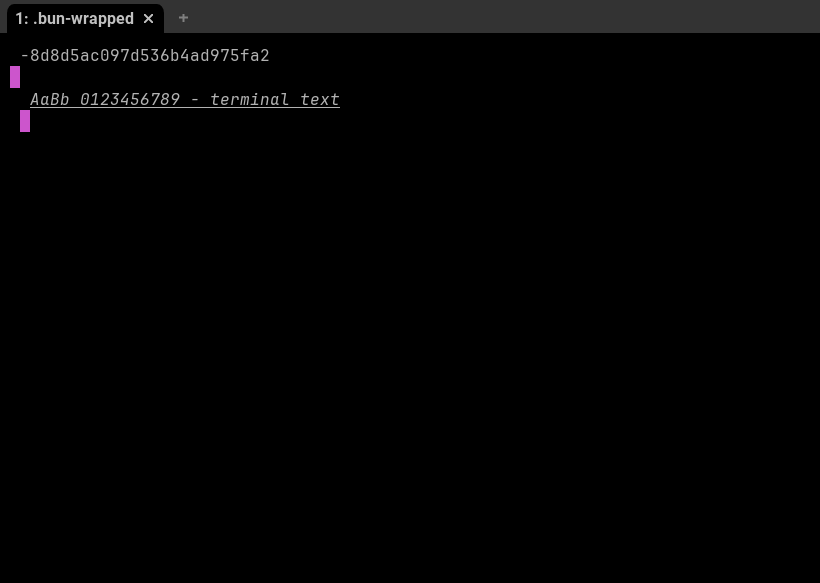 1: .bun-wrapped × +
-8d8d5ac097d536b4ad975fa2
AaBb 0123456789 - terminal text